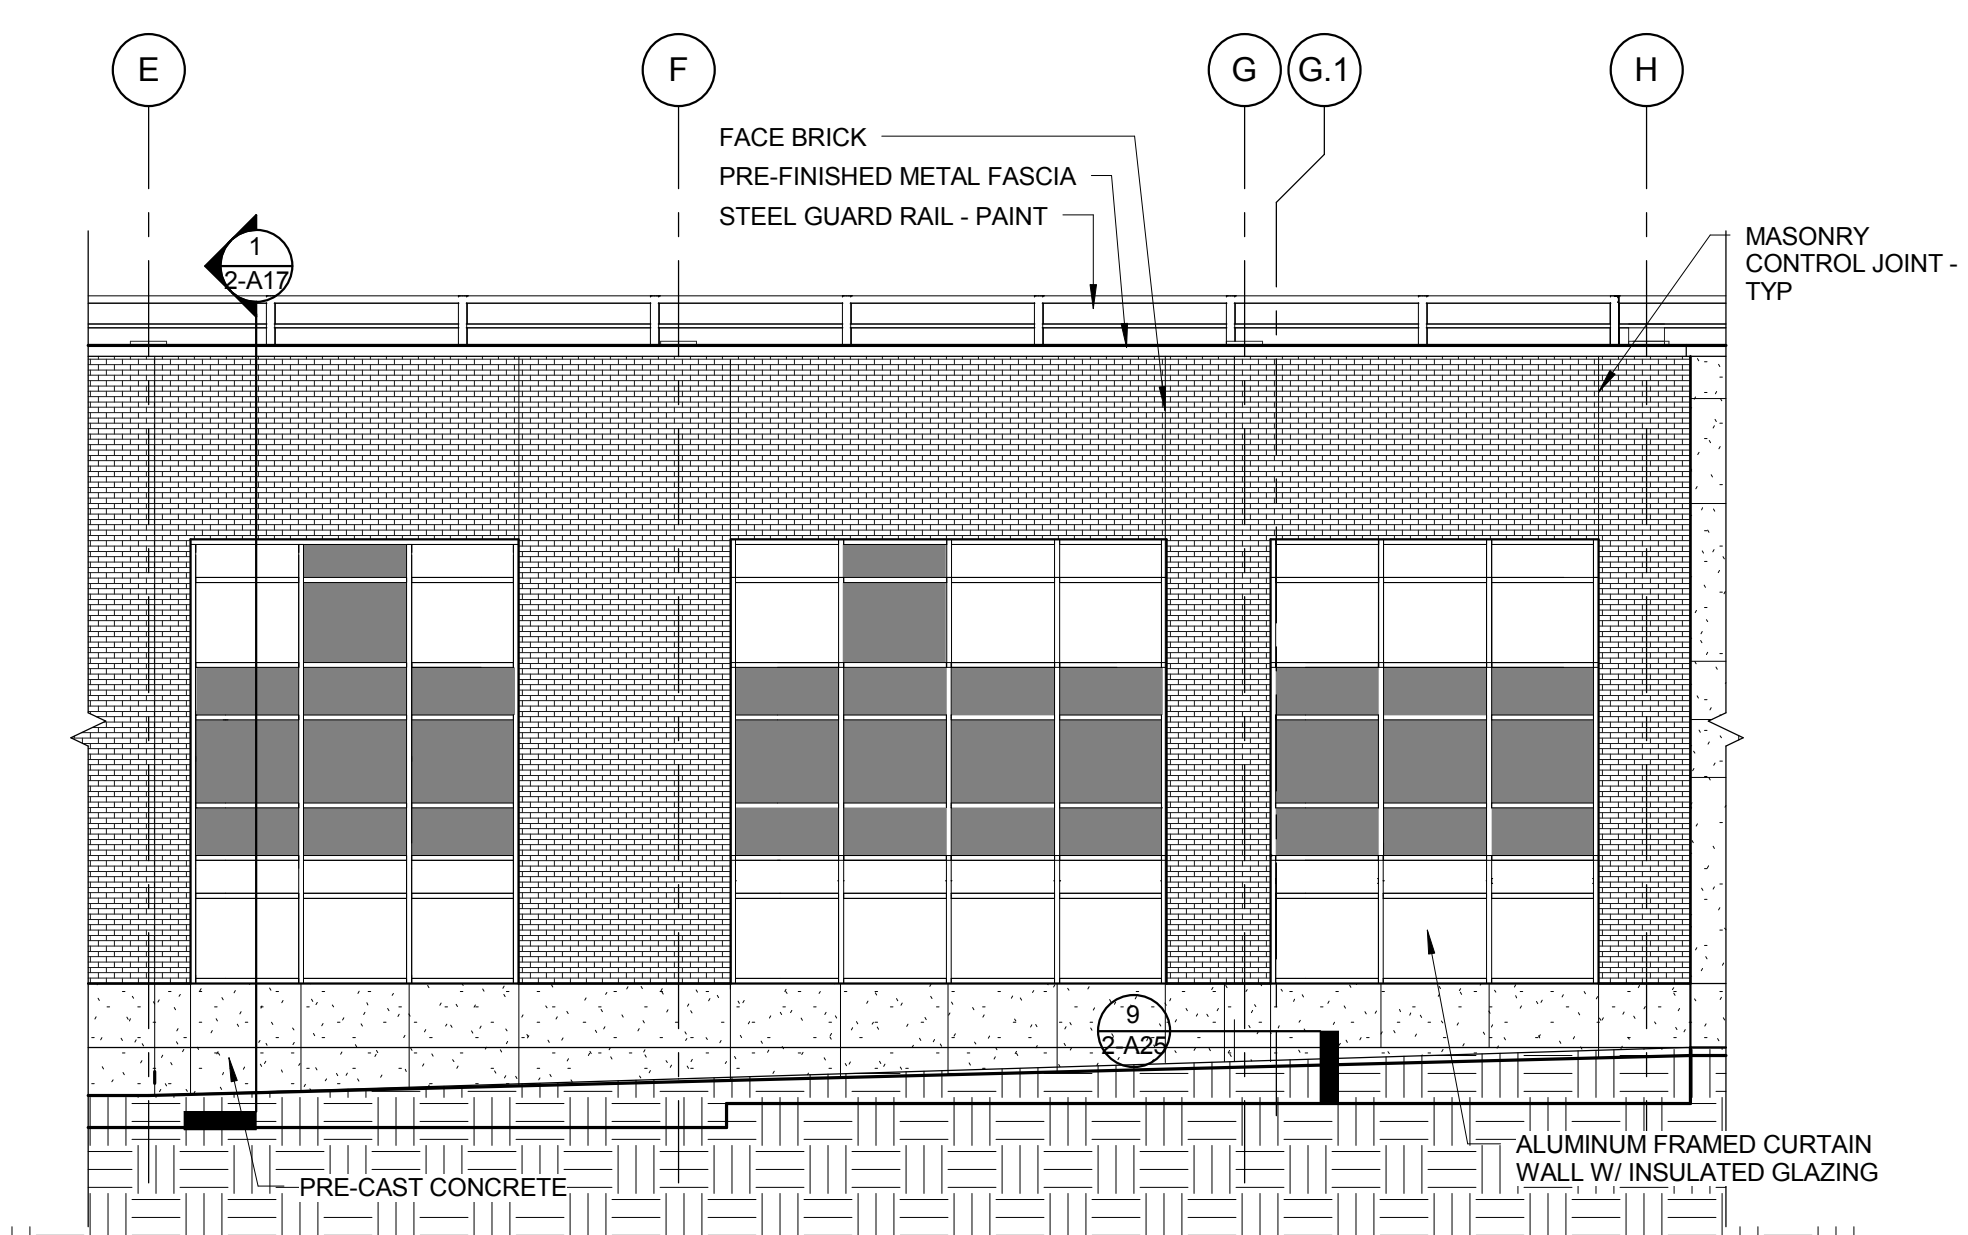 E
F
G
G.1
H
FACE BRICK
PRE-FINISHED METAL FASCIA
STEEL GUARD RAIL - PAINT
1
2-A17
MASONRY
CONTROL JOINT -
TYP
9
2-A25
ALUMINUM FRAMED CURTAIN
WALL W/ INSULATED GLAZING
PRE-CAST CONCRETE